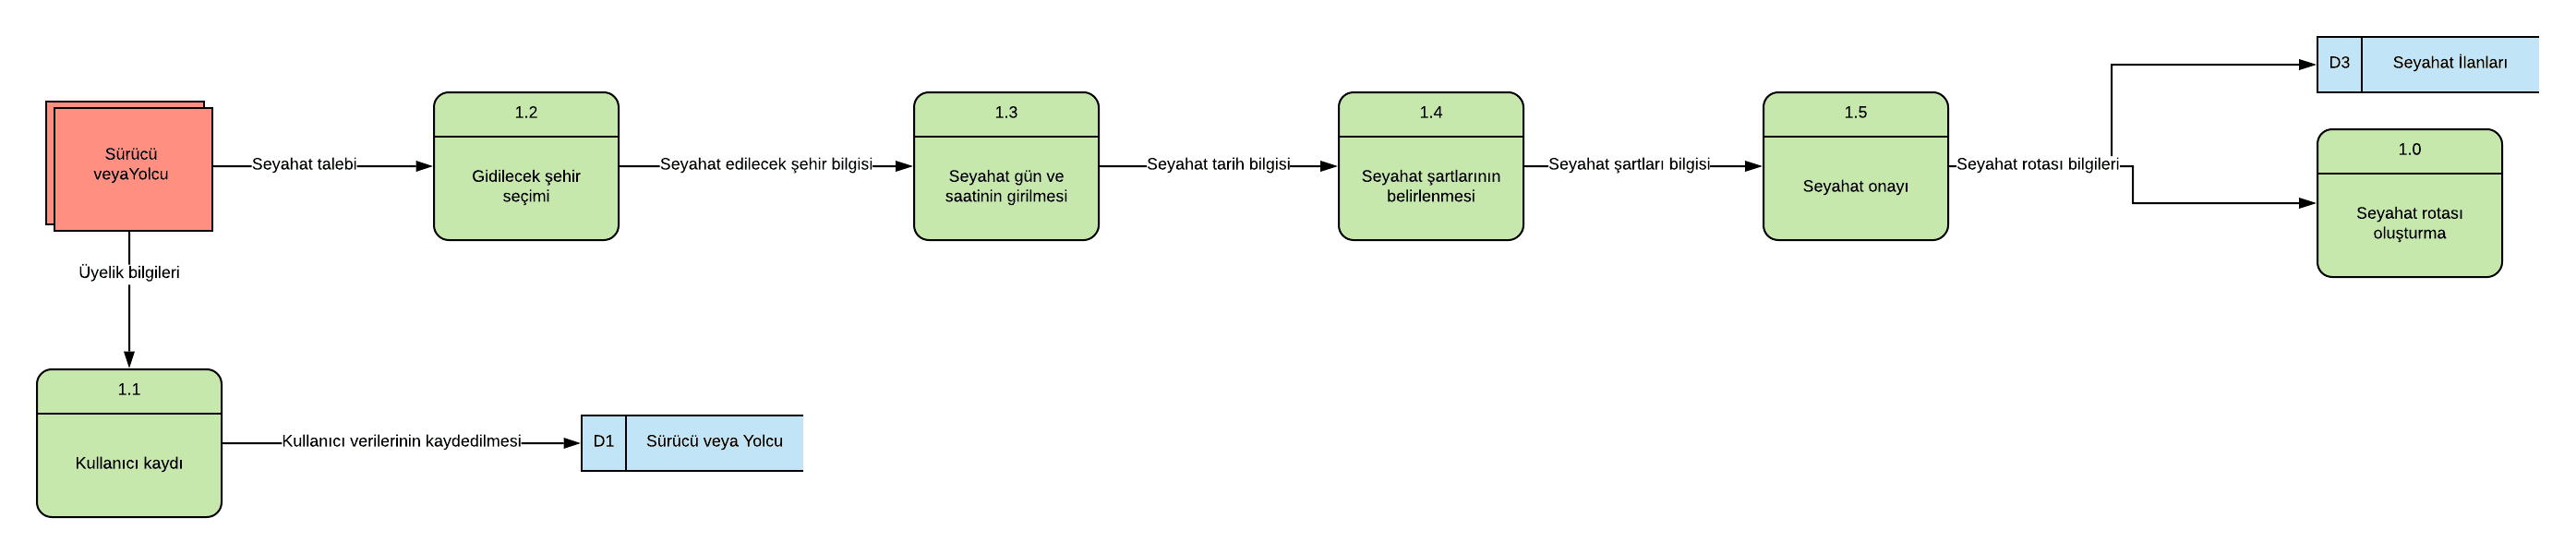 Sürücü
veyaYolcu
Seyahat talebi
1.2
Gidilecek şehir
seçimi
Seyahat edilecek şehir bilgisi
1.3
Seyahat gün ve
saatinin girilmesi
Seyahat tarih bilgisi
1.4
Seyahat şartlarının
belirlenmesi
Seyahat şartları bilgisi
1.5
Seyahat onayı
Seyahat rotası bilgileri
D3
Seyahat İlanları
1.0
Seyahat rotası
oluşturma
Üyelik bilgileri
1.1
Kullanıcı kaydı
Kullanıcı verilerinin kaydedilmesi
D1
Sürücü veya Yolcu